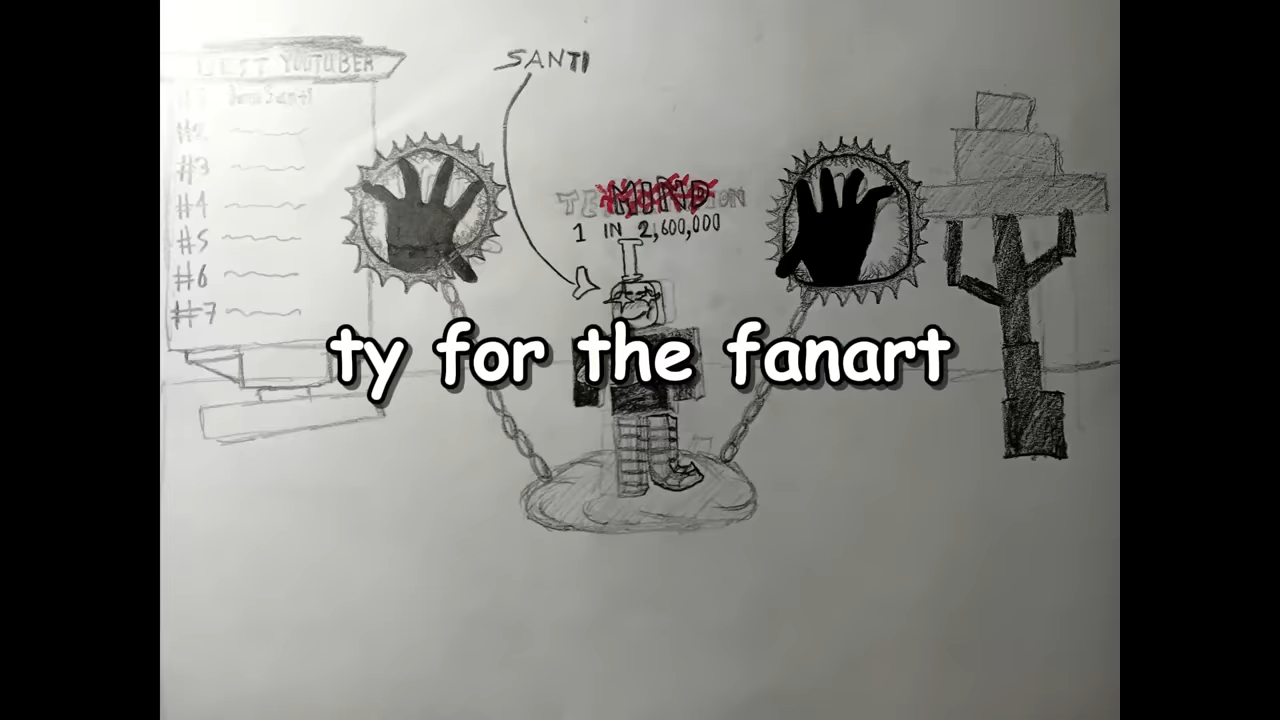 BEST YOUTUBER
#1
#2
#3
#4
#5
#6
#7
SANTI
MIND
1 IN 2,600,000
ty for the fanart